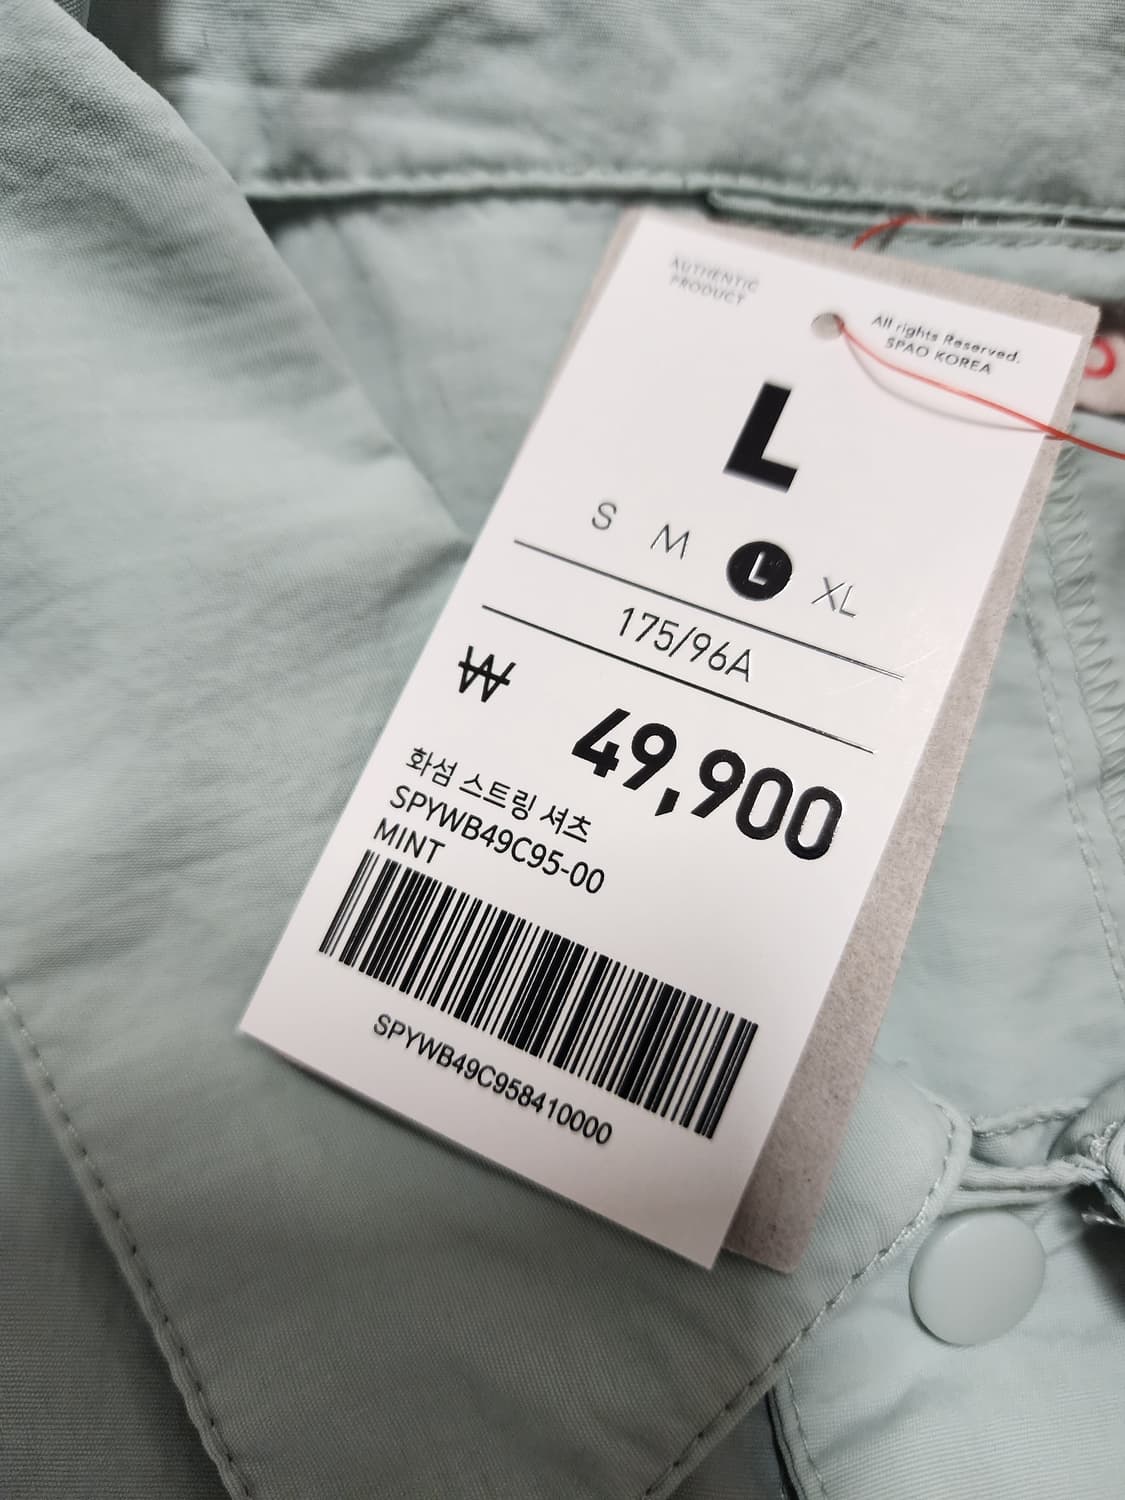 AUTHENTIC
PRODUCT
All rights Reserved.
SPAO KOREA
L
S M L XL
175/96A
₩ 49,900
화섬 스트링 셔츠
SPYWB49C95-00
MINT
SPYWB49C958410000